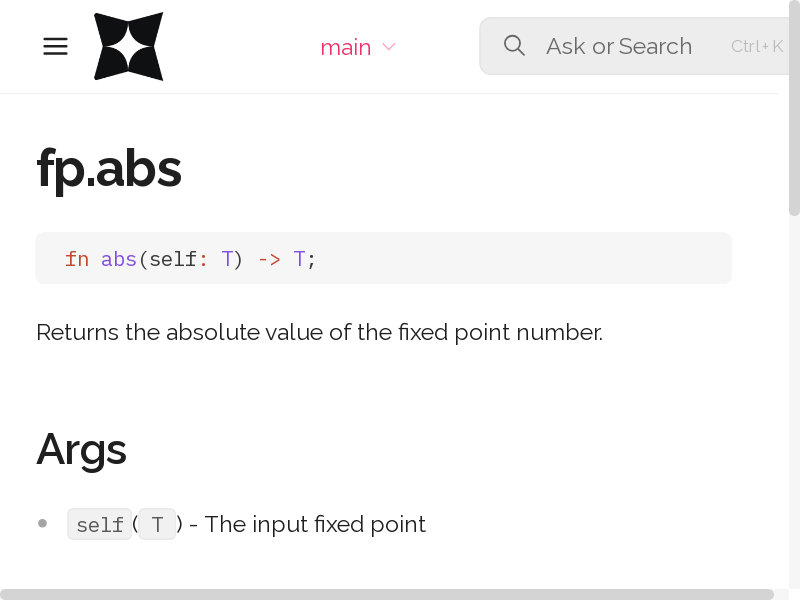 main
Ask or Search
Ctrl+K
fp.abs
fn abs(self: T) -> T;
Returns the absolute value of the fixed point number.
Args
self( T ) - The input fixed point